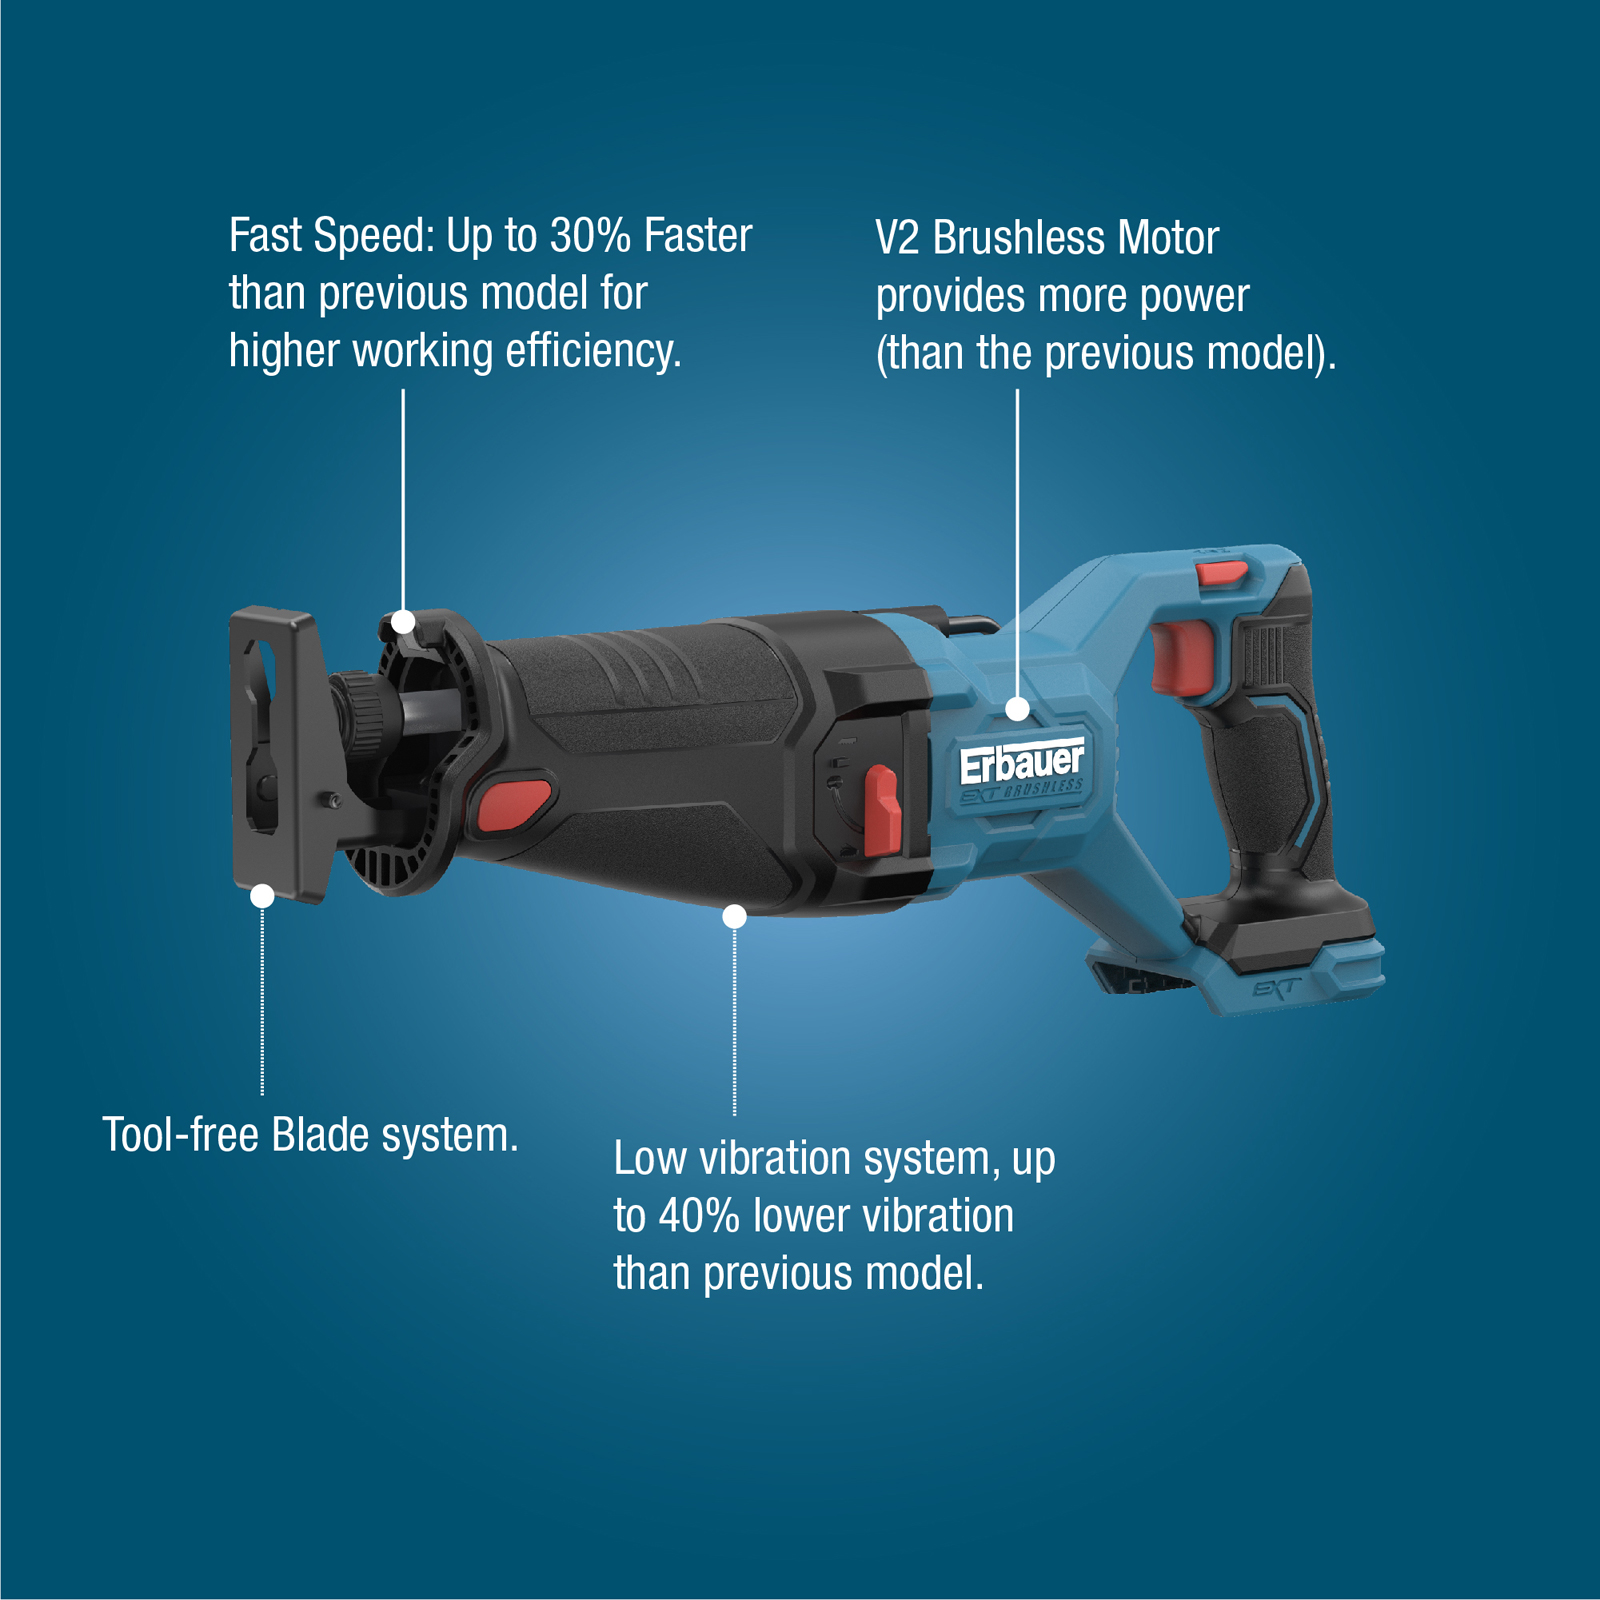 Fast Speed: Up to 30% Faster
than previous model for
higher working efficiency.
V2 Brushless Motor
provides more power
(than the previous model).
Erbauer
EXT BRUSHLESS
EXT
Tool-free Blade system.
Low vibration system, up
to 40% lower vibration
than previous model.